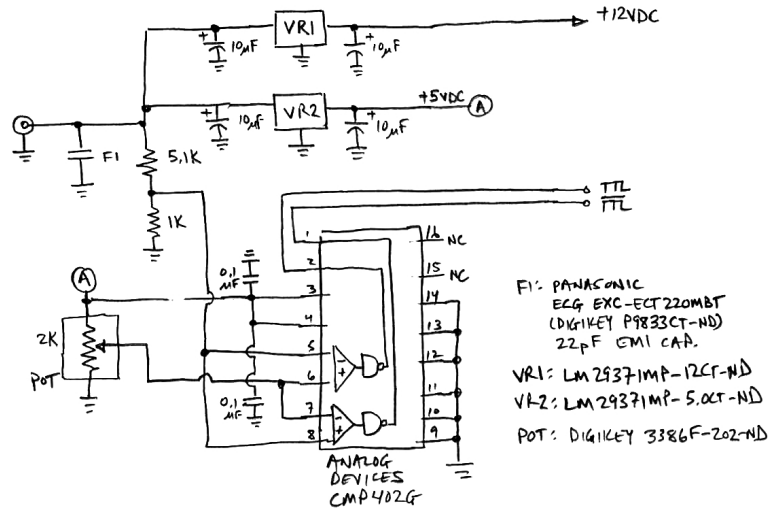 +12VDC
VR1
+
10µF
+
10µF
+5VDC
A
VR2
+
10µF
+
10µF
F1
5.1K
1K
TTL
TTL
1
16
NC
2
15
NC
A
0.1
µF
3
14
4
13
2K
POT
5
12
6
11
0.1
µF
7
10
8
9
-
+
-
+
ANALOG
DEVICES
CMP402G
F1: PANASONIC
ECG EXC-ECT220MBT
(DIGIKEY P9833CT-ND)
22pF EMI CAP.
VR1: LM2937IMP-12CT-ND
VR2: LM2937IMP-5.0CT-ND
POT: DIGIKEY 3386F-202-ND